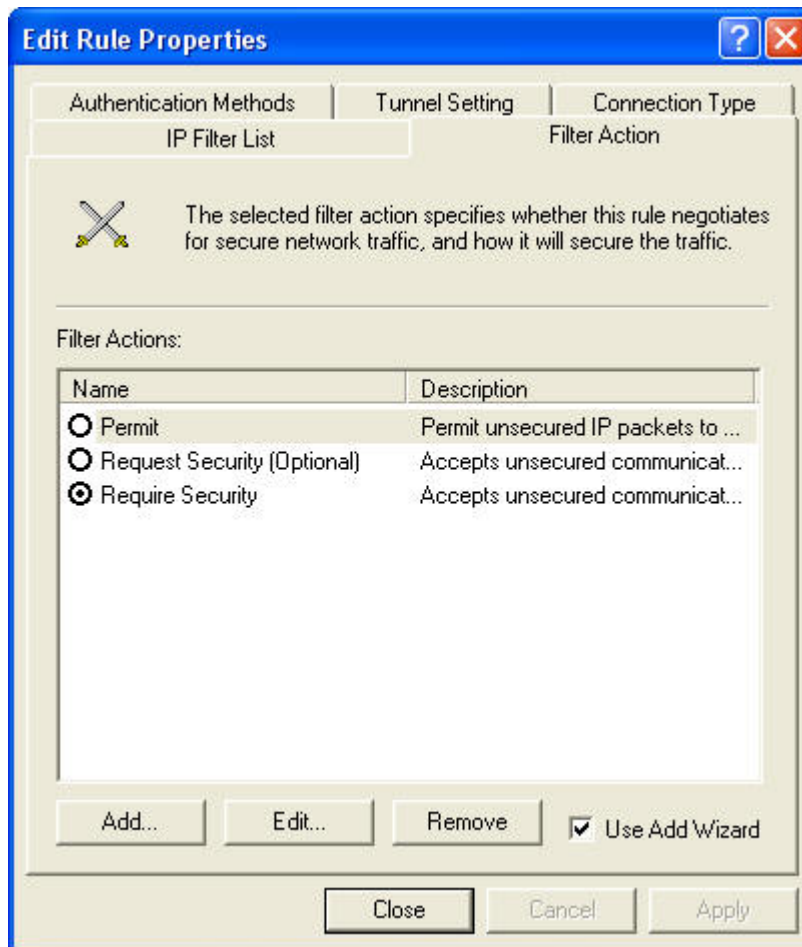 Edit Rule Properties
?
Authentication Methods
Tunnel Setting
Connection Type
IP Filter List
Filter Action
The selected filter action specifies whether this rule negotiates
for secure network traffic, and how it will secure the traffic.
Filter Actions:
Name Description
Permit Permit unsecured IP packets to ...
Request Security (Optional) Accepts unsecured communicat...
Require Security Accepts unsecured communicat...
Add...
Edit...
Remove
Use Add Wizard
Close
Cancel
Apply